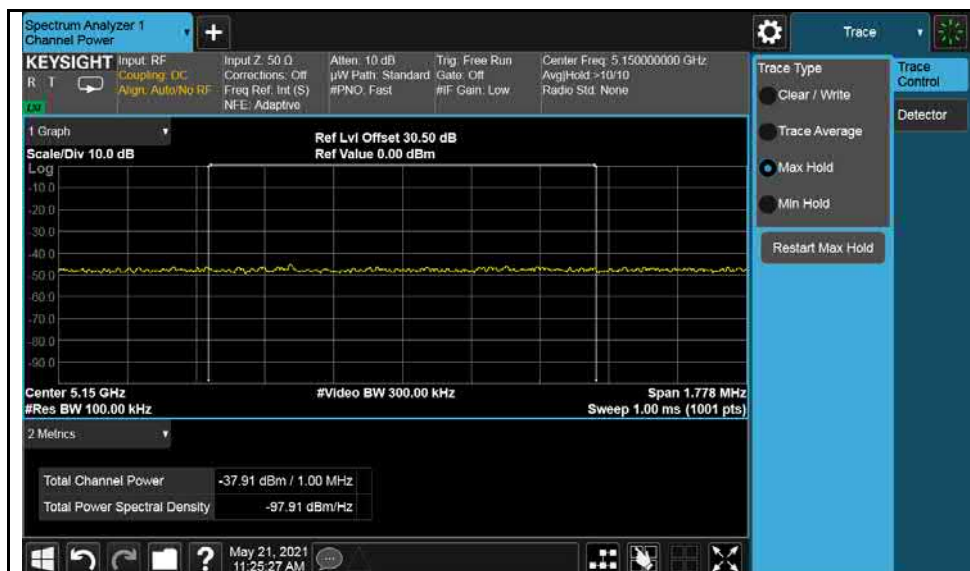 Spectrum Analyzer 1
Channel Power
+
Trace
KEYSIGHT
R T
Input: RF
Coupling: DC
Align: Auto/No RF
Input Z: 50 Ω
Corrections: Off
Freq Ref: Int (S)
NFE: Adaptive
Atten: 10 dB
µW Path: Standard
#PNO: Fast
Trig: Free Run
Gate: Off
#IF Gain: Low
Center Freq: 5.150000000 GHz
Avg|Hold:>10/10
Radio Std: None
Trace Type
Clear / Write
Trace Average
Max Hold
Min Hold
Restart Max Hold
Trace Control
Detector
1 Graph
Scale/Div 10.0 dB
Ref Lvl Offset 30.50 dB
Ref Value 0.00 dBm
Log
-10.0
-20.0
-30.0
-40.0
-50.0
-60.0
-70.0
-80.0
-90.0
Center 5.15 GHz
#Res BW 100.00 kHz
#Video BW 300.00 kHz
Span 1.778 MHz
Sweep 1.00 ms (1001 pts)
2 Metrics
Total Channel Power -37.91 dBm / 1.00 MHz
Total Power Spectral Density -97.91 dBm/Hz
?
May 21, 2021
11:25:27 AM